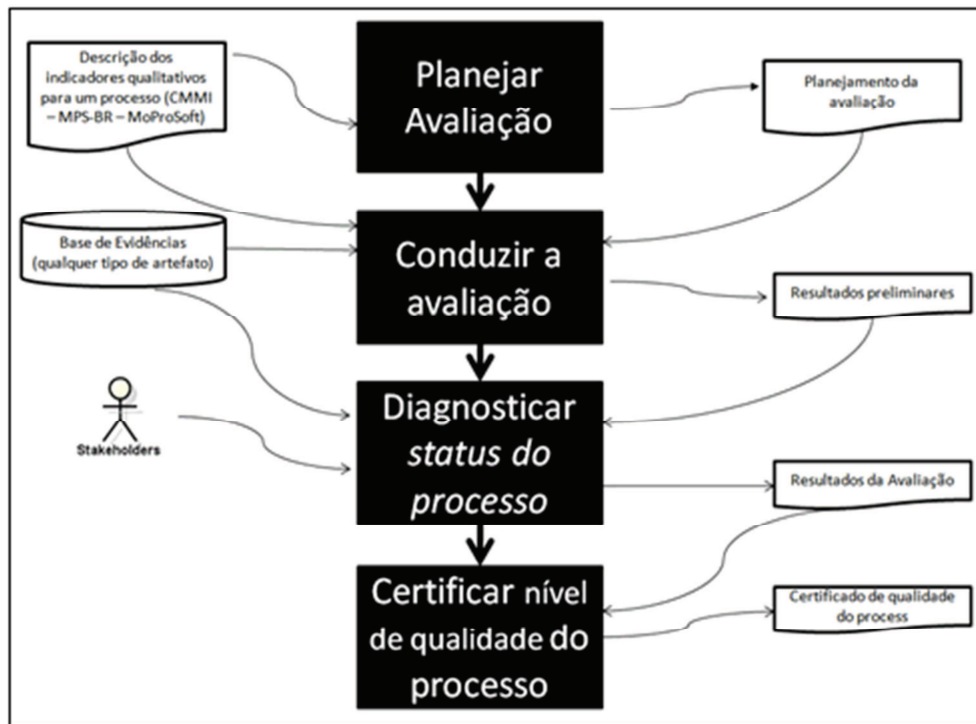 Descrição dos
indicadores qualitativos
para um processo (CMMI
– MPS-BR – MoProSoft)
Planejar
Avaliação
Planejamento da
avaliação
Base de Evidências
(qualquer tipo de artefato)
Conduzir a
avaliação
Resultados preliminares
Stakeholders
Diagnosticar
status do
processo
Resultados da Avaliação
Certificar nível
de qualidade do
processo
Certificado de qualidade
do process